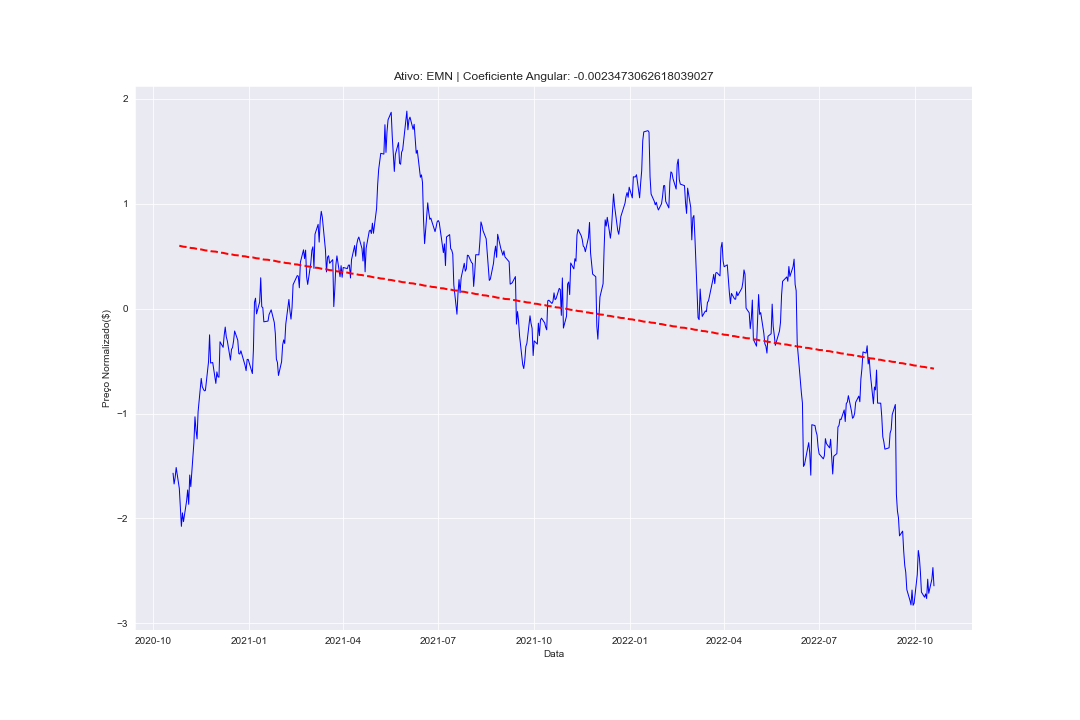 Ativo: EMN | Coeficiente Angular: -0.0023473062618039027
Preço Normalizado($)
2
1
0
−1
−2
−3
2020-10 2021-01 2021-04 2021-07 2021-10 2022-01 2022-04 2022-07 2022-10
Data